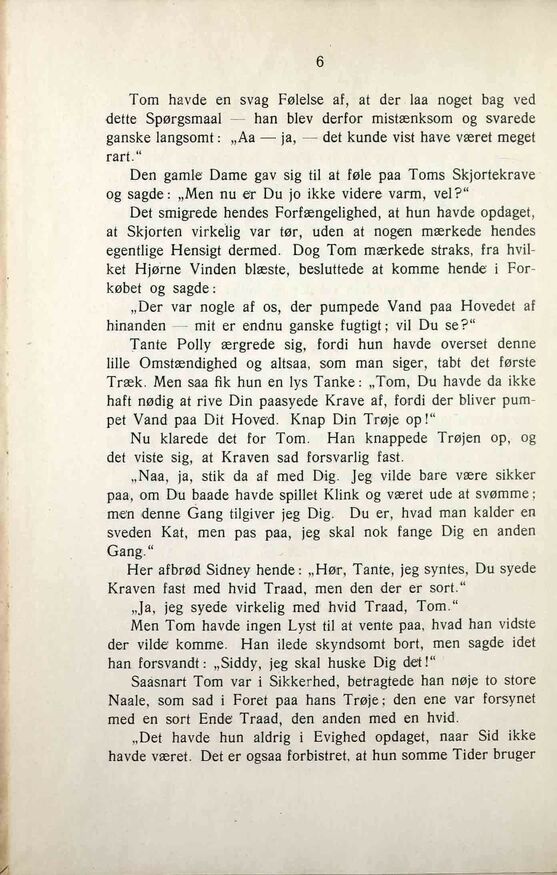 6
Tom havde en svag Følelse af, at der laa noget bag ved
dette Spørgsmaal — han blev derfor mistænksom og svarede
ganske langsomt: „Aa — ja, — det kunde vist have været meget
rart.“
Den gamle Dame gav sig til at føle paa Toms Skjortekrave
og sagde: „Men nu er Du jo ikke videre varm, vel?“
Det smigrede hendes Forfængelighed, at hun havde opdaget,
at Skjorten virkelig var tør, uden at nogen mærkede hendes
egentlige Hensigt dermed. Dog Tom mærkede straks, fra hvil-
ket Hjørne Vinden blæste, besluttede at komme hende i For-
købet og sagde:
„Der var nogle af os, der pumpede Vand paa Hovedet af
hinanden — mit er endnu ganske fugtigt; vil Du se?“
Tante Polly ærgrede sig, fordi hun havde overset denne
lille Omstændighed og altsaa, som man siger, tabt det første
Træk. Men saa fik hun en lys Tanke: „Tom, Du havde da ikke
haft nødig at rive Din paasyede Krave af, fordi der bliver pum-
pet Vand paa Dit Hoved. Knap Din Trøje op!“
Nu klarede det for Tom. Han knappede Trøjen op, og
det viste sig, at Kraven sad forsvarlig fast.
„Naa, ja, stik da af med Dig. Jeg vilde bare være sikker
paa, om Du baade havde spillet Klink og været ude at svømme;
men denne Gang tilgiver jeg Dig. Du er, hvad man kalder en
sveden Kat, men pas paa, jeg skal nok fange Dig en anden
Gang.“
Her afbrød Sidney hende: „Hør, Tante, jeg syntes, Du syede
Kraven fast med hvid Traad, men den der er sort.“
„Ja, jeg syede virkelig med hvid Traad, Tom.“
Men Tom havde ingen Lyst til at vente paa, hvad han vidste
der vilde komme. Han ilede skyndsomt bort, men sagde idet
han forsvandt: „Siddy, jeg skal huske Dig det!“
Saasnart Tom var i Sikkerhed, betragtede han nøje to store
Naale, som sad i Foret paa hans Trøje; den ene var forsynet
med en sort Ende Traad, den anden med en hvid.
„Det havde hun aldrig i Evighed opdaget, naar Sid ikke
havde været. Det er ogsaa forbistret, at hun somme Tider bruger